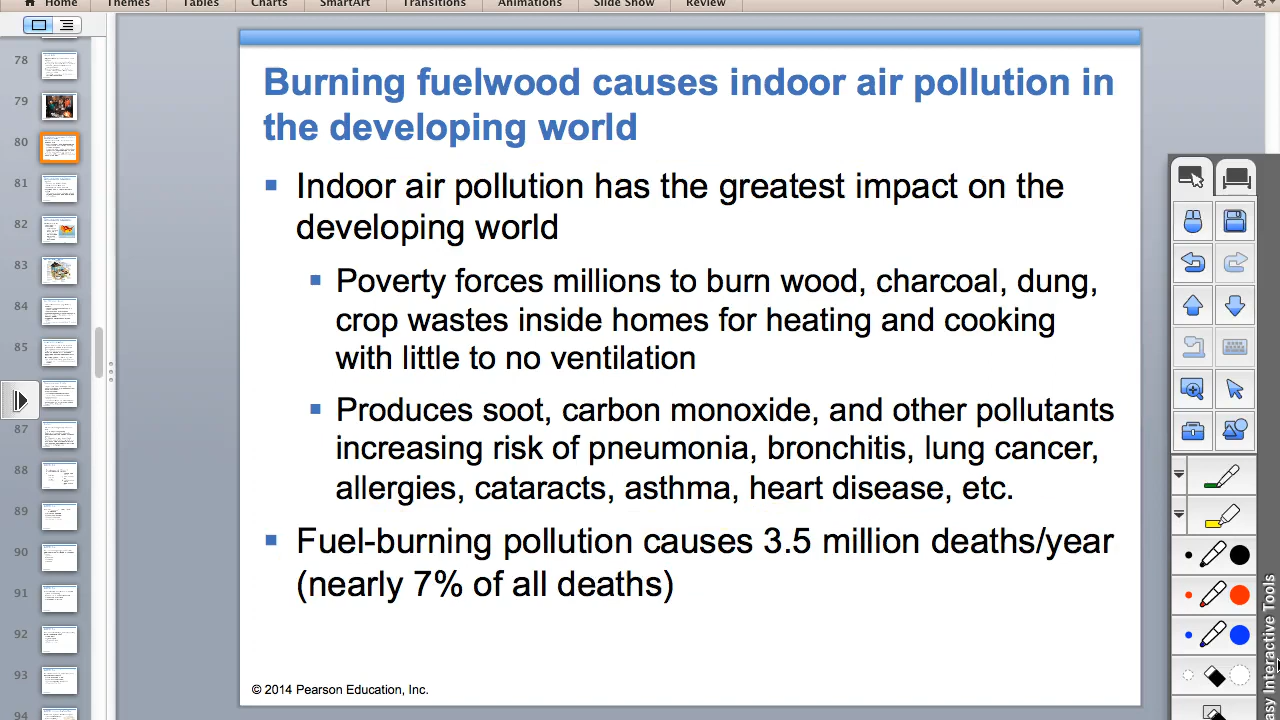 Home Themes Tables Charts SmartArt Transitions Animations Slide Show Review
78
79
80
81
82
83
84
85
87
88
89
90
91
92
93
94
Burning fuelwood causes indoor air pollution in
the developing world
Indoor air pollution has the greatest impact on the
developing world
Poverty forces millions to burn wood, charcoal, dung,
crop wastes inside homes for heating and cooking
with little to no ventilation
Produces soot, carbon monoxide, and other pollutants
increasing risk of pneumonia, bronchitis, lung cancer,
allergies, cataracts, asthma, heart disease, etc.
Fuel-burning pollution causes 3.5 million deaths/year
(nearly 7% of all deaths)
© 2014 Pearson Education, Inc.
Interactive Tools